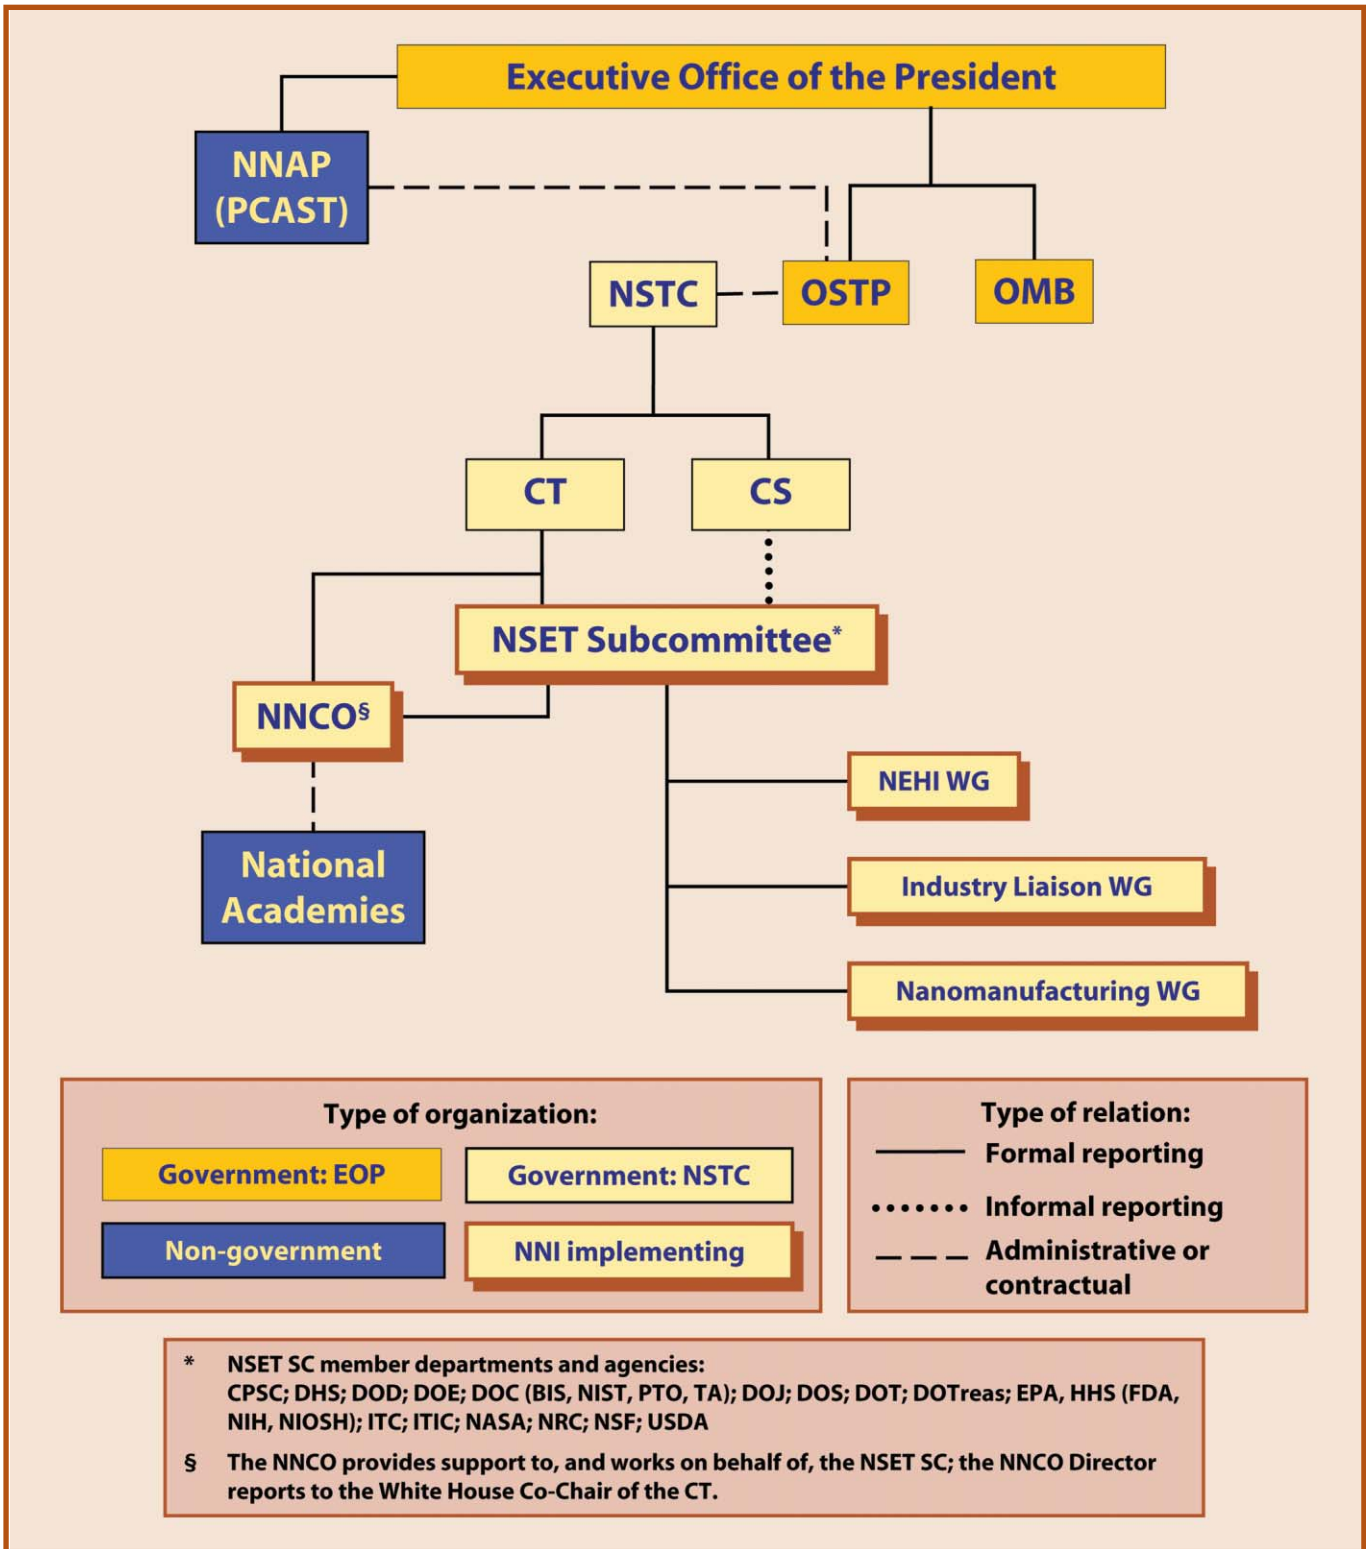 Executive Office of the President
NNAP
(PCAST)
NSTC
OSTP
OMB
CT
CS
NSET Subcommittee*
NNCO§
NEHI WG
National
Academies
Industry Liaison WG
Nanomanufacturing WG
Type of organization:
Government: EOP
Government: NSTC
Non-government
NNI implementing
Type of relation:
Formal reporting
Informal reporting
Administrative or
contractual
* NSET SC member departments and agencies:
CPSC; DHS; DOD; DOE; DOC (BIS, NIST, PTO, TA); DOJ; DOS; DOT; DOTreas; EPA, HHS (FDA,
NIH, NIOSH); ITC; ITIC; NASA; NRC; NSF; USDA
§ The NNCO provides support to, and works on behalf of, the NSET SC; the NNCO Director
reports to the White House Co-Chair of the CT.